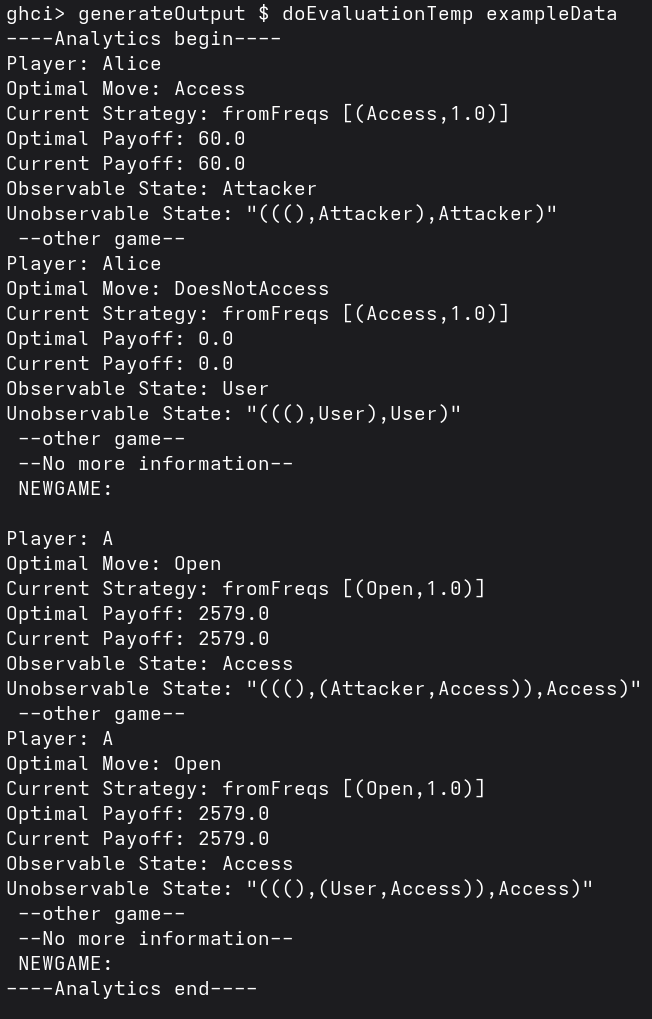 ghci> generateOutput $ doEvaluationTemp exampleData
----Analytics begin----
Player: Alice
Optimal Move: Access
Current Strategy: fromFreqs [(Access,1.0)]
Optimal Payoff: 60.0
Current Payoff: 60.0
Observable State: Attacker
Unobservable State: "(((),Attacker),Attacker)"
 --other game--
Player: Alice
Optimal Move: DoesNotAccess
Current Strategy: fromFreqs [(Access,1.0)]
Optimal Payoff: 0.0
Current Payoff: 0.0
Observable State: User
Unobservable State: "(((),User),User)"
 --other game--
 --No more information--
 NEWGAME:

Player: A
Optimal Move: Open
Current Strategy: fromFreqs [(Open,1.0)]
Optimal Payoff: 2579.0
Current Payoff: 2579.0
Observable State: Access
Unobservable State: "(((),(Attacker,Access)),Access)"
 --other game--
Player: A
Optimal Move: Open
Current Strategy: fromFreqs [(Open,1.0)]
Optimal Payoff: 2579.0
Current Payoff: 2579.0
Observable State: Access
Unobservable State: "(((),(User,Access)),Access)"
 --other game--
 --No more information--
 NEWGAME:
----Analytics end----